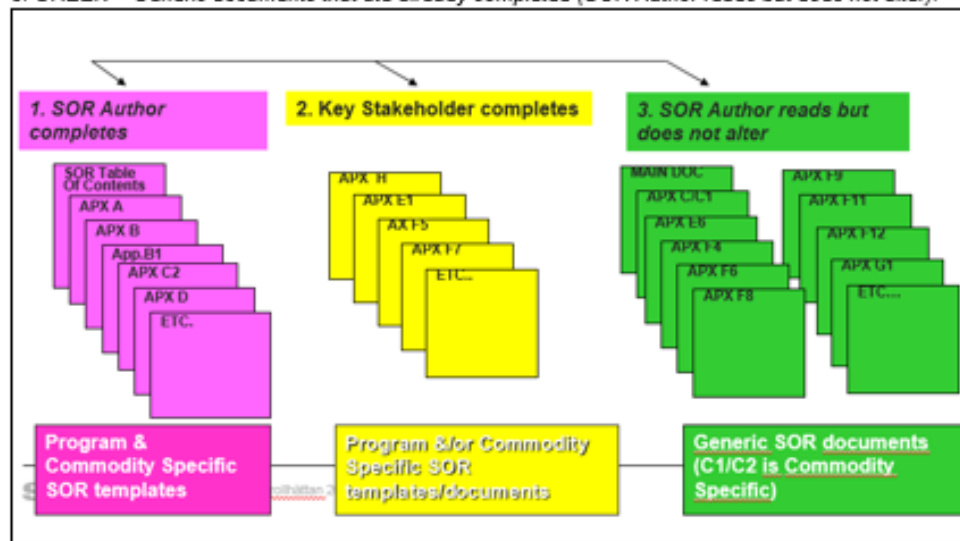 1. SOR Author
completes
2. Key Stakeholder completes
3. SOR Author reads but
does not alter
SOR Table
Of Contents
APX A
APX B
App.B1
APX C2
APX D
ETC.
APX H
APX E1
AX F5
APX F7
ETC..
MAIN DOC
APX C/C1
APX E6
APX F4
APX F6
APX F8
APX F9
APX F11
APX F12
APX G1
ETC....
Program &
Commodity Specific
SOR templates
Program &/or Commodity
Specific SOR
templates/documents
Generic SOR documents
(C1/C2 is Commodity
Specific)